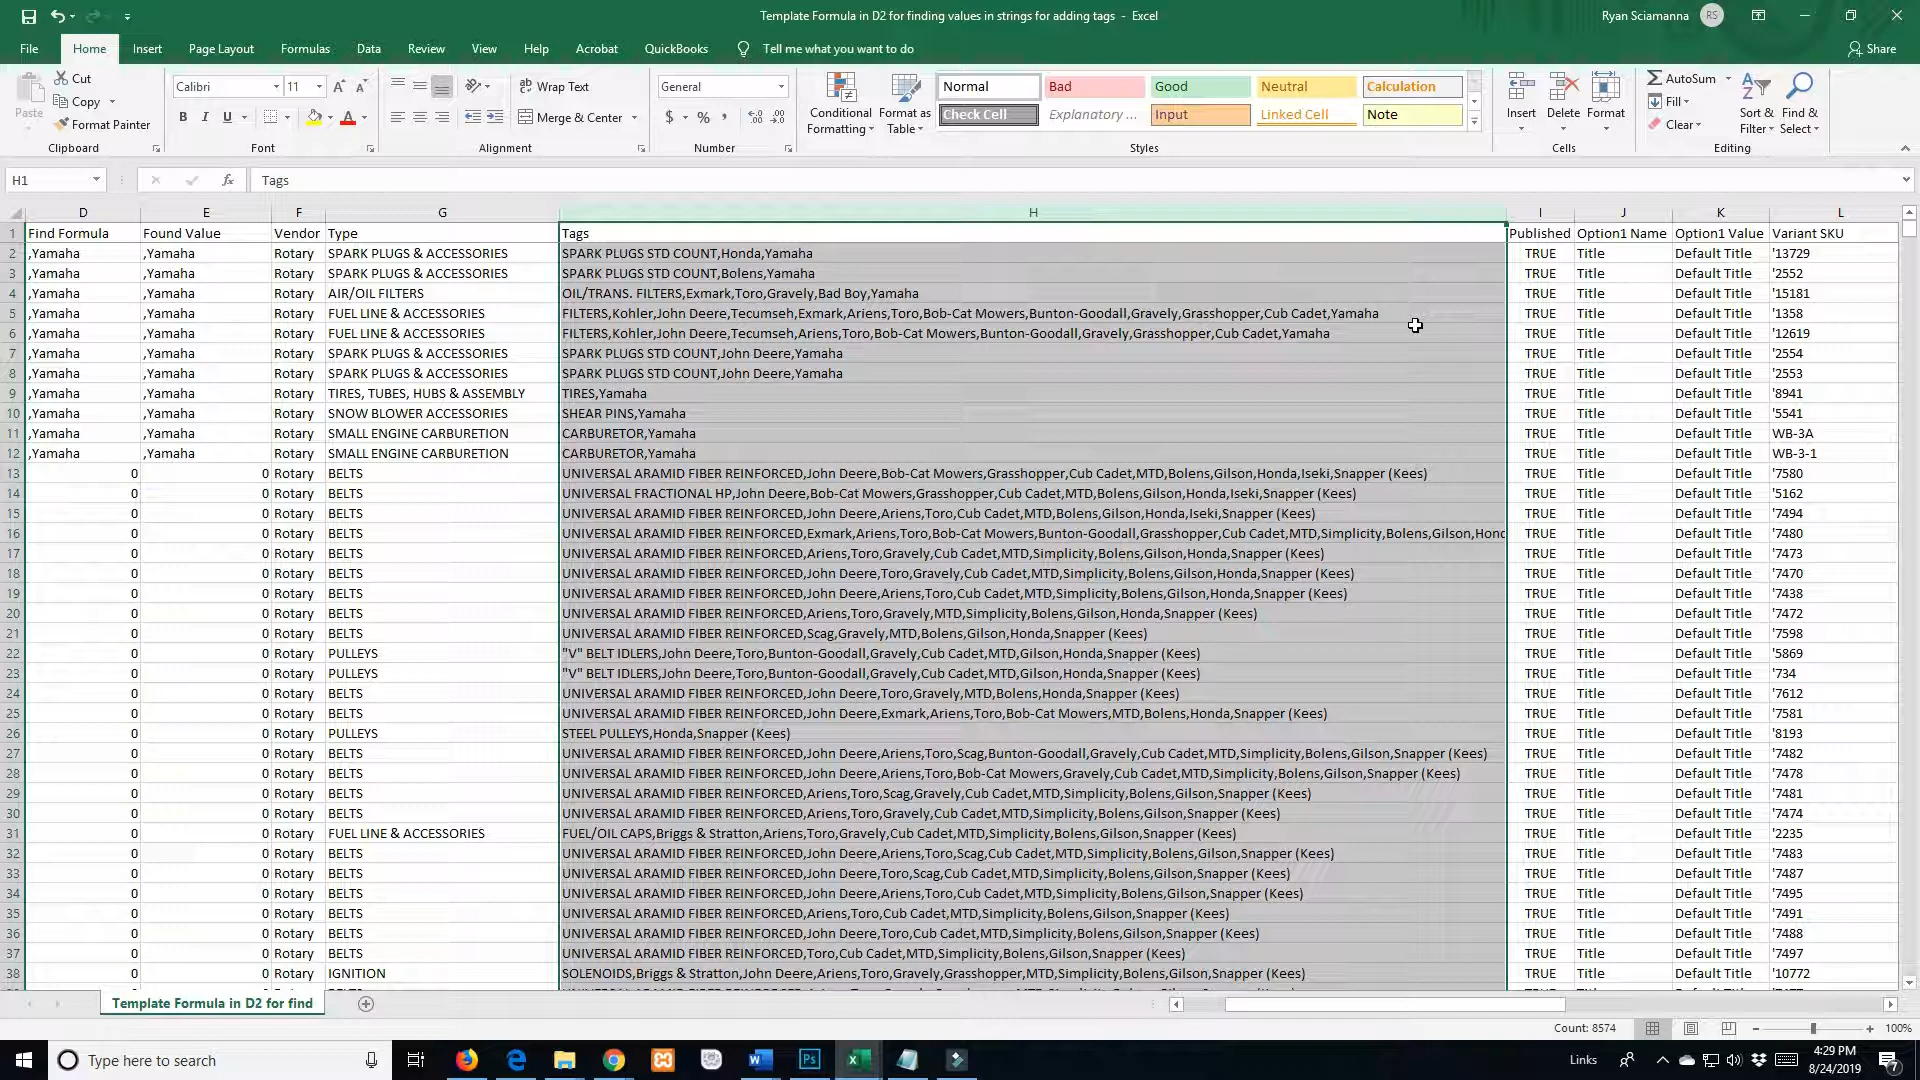 Template Formula in D2 for finding values in strings for adding tags - Excel
Ryan Sciamanna RS
File Home Insert Page Layout Formulas Data Review View Help Acrobat QuickBooks Tell me what you want to do Share
Paste Cut Copy Format Painter Clipboard
Calibri 11 A A B I U A Font
Wrap Text Merge & Center Alignment
General $ % , Number
Conditional Formatting Format as Table
Normal Bad Good Neutral Calculation
Check Cell Explanatory ... Input Linked Cell Note
Styles
Insert Delete Format Cells
AutoSum Fill Clear Sort & Filter Find & Select Editing
H1 fx Tags
D E F G H I J K L
1 Find Formula Found Value Vendor Type Tags Published Option1 Name Option1 Value Variant SKU
2 ,Yamaha ,Yamaha Rotary SPARK PLUGS & ACCESSORIES SPARK PLUGS STD COUNT,Honda,Yamaha TRUE Title Default Title '13729
3 ,Yamaha ,Yamaha Rotary SPARK PLUGS & ACCESSORIES SPARK PLUGS STD COUNT,Bolens,Yamaha TRUE Title Default Title '2552
4 ,Yamaha ,Yamaha Rotary AIR/OIL FILTERS OIL/TRANS. FILTERS,Exmark,Toro,Gravely,Bad Boy,Yamaha TRUE Title Default Title '15181
5 ,Yamaha ,Yamaha Rotary FUEL LINE & ACCESSORIES FILTERS,Kohler,John Deere,Tecumseh,Exmark,Ariens,Toro,Bob-Cat Mowers,Bunton-Goodall,Gravely,Grasshopper,Cub Cadet,Yamaha TRUE Title Default Title '1358
6 ,Yamaha ,Yamaha Rotary FUEL LINE & ACCESSORIES FILTERS,Kohler,John Deere,Tecumseh,Ariens,Toro,Bob-Cat Mowers,Bunton-Goodall,Gravely,Grasshopper,Cub Cadet,Yamaha TRUE Title Default Title '12619
7 ,Yamaha ,Yamaha Rotary SPARK PLUGS & ACCESSORIES SPARK PLUGS STD COUNT,John Deere,Yamaha TRUE Title Default Title '2554
8 ,Yamaha ,Yamaha Rotary SPARK PLUGS & ACCESSORIES SPARK PLUGS STD COUNT,John Deere,Yamaha TRUE Title Default Title '2553
9 ,Yamaha ,Yamaha Rotary TIRES, TUBES, HUBS & ASSEMBLY TIRES,Yamaha TRUE Title Default Title '8941
10 ,Yamaha ,Yamaha Rotary SNOW BLOWER ACCESSORIES SHEAR PINS,Yamaha TRUE Title Default Title '5541
11 ,Yamaha ,Yamaha Rotary SMALL ENGINE CARBURETION CARBURETOR,Yamaha TRUE Title Default Title WB-3A
12 ,Yamaha ,Yamaha Rotary SMALL ENGINE CARBURETION CARBURETOR,Yamaha TRUE Title Default Title WB-3-1
13 0 0 Rotary BELTS UNIVERSAL ARAMID FIBER REINFORCED,John Deere,Bob-Cat Mowers,Grasshopper,Cub Cadet,MTD,Bolens,Gilson,Honda,Iseki,Snapper (Kees) TRUE Title Default Title '7580
14 0 0 Rotary BELTS UNIVERSAL FRACTIONAL HP,John Deere,Bob-Cat Mowers,Grasshopper,Cub Cadet,MTD,Bolens,Gilson,Honda,Iseki,Snapper (Kees) TRUE Title Default Title '5162
15 0 0 Rotary BELTS UNIVERSAL ARAMID FIBER REINFORCED,John Deere,Ariens,Toro,Cub Cadet,MTD,Bolens,Gilson,Honda,Iseki,Snapper (Kees) TRUE Title Default Title '7494
16 0 0 Rotary BELTS UNIVERSAL ARAMID FIBER REINFORCED,Exmark,Ariens,Toro,Bob-Cat Mowers,Bunton-Goodall,Grasshopper,Cub Cadet,MTD,Simplicity,Bolens,Gilson,Hond TRUE Title Default Title '7480
17 0 0 Rotary BELTS UNIVERSAL ARAMID FIBER REINFORCED,Ariens,Toro,Gravely,Cub Cadet,MTD,Simplicity,Bolens,Gilson,Honda,Snapper (Kees) TRUE Title Default Title '7473
18 0 0 Rotary BELTS UNIVERSAL ARAMID FIBER REINFORCED,John Deere,Toro,Gravely,Cub Cadet,MTD,Simplicity,Bolens,Gilson,Honda,Snapper (Kees) TRUE Title Default Title '7470
19 0 0 Rotary BELTS UNIVERSAL ARAMID FIBER REINFORCED,John Deere,Ariens,Toro,Cub Cadet,MTD,Simplicity,Bolens,Gilson,Honda,Snapper (Kees) TRUE Title Default Title '7438
20 0 0 Rotary BELTS UNIVERSAL ARAMID FIBER REINFORCED,Ariens,Toro,Gravely,MTD,Simplicity,Bolens,Gilson,Honda,Snapper (Kees) TRUE Title Default Title '7472
21 0 0 Rotary BELTS UNIVERSAL ARAMID FIBER REINFORCED,Scag,Gravely,MTD,Bolens,Gilson,Honda,Snapper (Kees) TRUE Title Default Title '7598
22 0 0 Rotary PULLEYS "V" BELT IDLERS,John Deere,Toro,Bunton-Goodall,Gravely,Cub Cadet,MTD,Gilson,Honda,Snapper (Kees) TRUE Title Default Title '5869
23 0 0 Rotary PULLEYS "V" BELT IDLERS,John Deere,Toro,Bunton-Goodall,Gravely,Cub Cadet,MTD,Gilson,Honda,Snapper (Kees) TRUE Title Default Title '734
24 0 0 Rotary BELTS UNIVERSAL ARAMID FIBER REINFORCED,John Deere,Toro,Gravely,MTD,Bolens,Honda,Snapper (Kees) TRUE Title Default Title '7612
25 0 0 Rotary BELTS UNIVERSAL ARAMID FIBER REINFORCED,John Deere,Exmark,Ariens,Toro,Bob-Cat Mowers,MTD,Bolens,Honda,Snapper (Kees) TRUE Title Default Title '7581
26 0 0 Rotary PULLEYS STEEL PULLEYS,Honda,Snapper (Kees) TRUE Title Default Title '8193
27 0 0 Rotary BELTS UNIVERSAL ARAMID FIBER REINFORCED,John Deere,Ariens,Toro,Scag,Bunton-Goodall,Gravely,Cub Cadet,MTD,Simplicity,Bolens,Gilson,Snapper (Kees) TRUE Title Default Title '7482
28 0 0 Rotary BELTS UNIVERSAL ARAMID FIBER REINFORCED,John Deere,Ariens,Toro,Bob-Cat Mowers,Gravely,Cub Cadet,MTD,Simplicity,Bolens,Gilson,Snapper (Kees) TRUE Title Default Title '7478
29 0 0 Rotary BELTS UNIVERSAL ARAMID FIBER REINFORCED,Ariens,Toro,Scag,Gravely,Cub Cadet,MTD,Simplicity,Bolens,Gilson,Snapper (Kees) TRUE Title Default Title '7481
30 0 0 Rotary BELTS UNIVERSAL ARAMID FIBER REINFORCED,Ariens,Toro,Gravely,Cub Cadet,MTD,Simplicity,Bolens,Gilson,Snapper (Kees) TRUE Title Default Title '7474
31 0 0 Rotary FUEL LINE & ACCESSORIES FUEL/OIL CAPS,Briggs & Stratton,Ariens,Toro,Gravely,Cub Cadet,MTD,Simplicity,Bolens,Gilson,Snapper (Kees) TRUE Title Default Title '2235
32 0 0 Rotary BELTS UNIVERSAL ARAMID FIBER REINFORCED,John Deere,Ariens,Toro,Scag,Cub Cadet,MTD,Simplicity,Bolens,Gilson,Snapper (Kees) TRUE Title Default Title '7483
33 0 0 Rotary BELTS UNIVERSAL ARAMID FIBER REINFORCED,John Deere,Toro,Scag,Cub Cadet,MTD,Simplicity,Bolens,Gilson,Snapper (Kees) TRUE Title Default Title '7487
34 0 0 Rotary BELTS UNIVERSAL ARAMID FIBER REINFORCED,John Deere,Ariens,Toro,Cub Cadet,MTD,Simplicity,Bolens,Gilson,Snapper (Kees) TRUE Title Default Title '7495
35 0 0 Rotary BELTS UNIVERSAL ARAMID FIBER REINFORCED,Ariens,Toro,Cub Cadet,MTD,Simplicity,Bolens,Gilson,Snapper (Kees) TRUE Title Default Title '7491
36 0 0 Rotary BELTS UNIVERSAL ARAMID FIBER REINFORCED,John Deere,Toro,Cub Cadet,MTD,Simplicity,Bolens,Gilson,Snapper (Kees) TRUE Title Default Title '7488
37 0 0 Rotary BELTS UNIVERSAL ARAMID FIBER REINFORCED,Toro,Cub Cadet,MTD,Simplicity,Bolens,Gilson,Snapper (Kees) TRUE Title Default Title '7497
38 0 0 Rotary IGNITION SOLENOIDS,Briggs & Stratton,John Deere,Ariens,Toro,Gravely,Grasshopper,MTD,Simplicity,Bolens,Gilson,Snapper (Kees) TRUE Title Default Title '10772
Template Formula in D2 for find
Count: 8574 100%
Type here to search Links 4:29 PM
8/24/2019